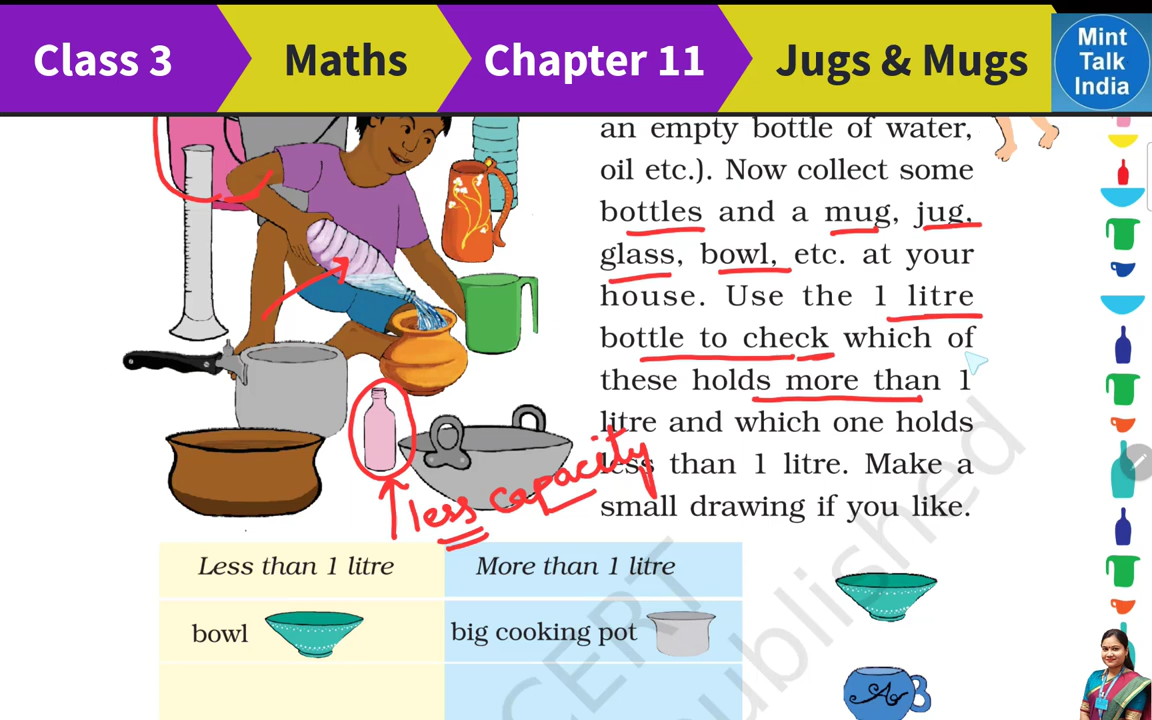 Class 3
Maths
Chapter 11
Jugs & Mugs
Mint
Talk
India
an empty bottle of water,
oil etc.). Now collect some
bottles and a mug, jug,
glass, bowl, etc. at your
house. Use the 1 litre
bottle to check which of
these holds more than 1
litre and which one holds
less than 1 litre. Make a
small drawing if you like.
less capacity
Less than 1 litre
More than 1 litre
bowl
big cooking pot
CERT
published